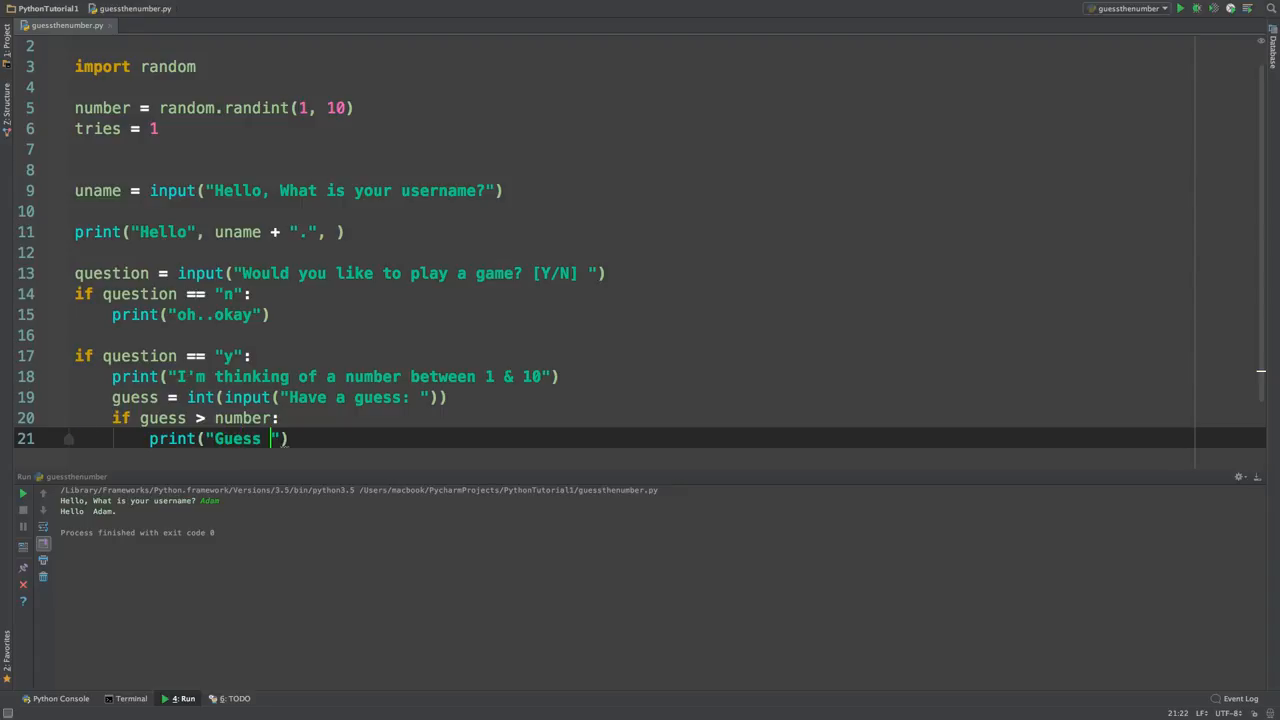 PythonTutorial1 guessthenumber.py guessthenumber
guessthenumber.py
1: Project
Z: Structure
2: Favorites
Database
2
3 import random
4
5 number = random.randint(1, 10)
6 tries = 1
7
8
9 uname = input("Hello, What is your username?")
10
11 print("Hello", uname + ".", )
12
13 question = input("Would you like to play a game? [Y/N] ")
14 if question == "n":
15 print("oh..okay")
16
17 if question == "y":
18 print("I'm thinking of a number between 1 & 10")
19 guess = int(input("Have a guess: "))
20 if guess > number:
21 print("Guess ")
Run guessthenumber
/Library/Frameworks/Python.framework/Versions/3.5/bin/python3.5 /Users/macbook/PycharmProjects/PythonTutorial1/guessthenumber.py
Hello, What is your username? Adam
Hello  Adam.
Process finished with exit code 0
?
Python Console Terminal 4: Run 6: TODO Event Log
21:22 LF÷ UTF-8÷